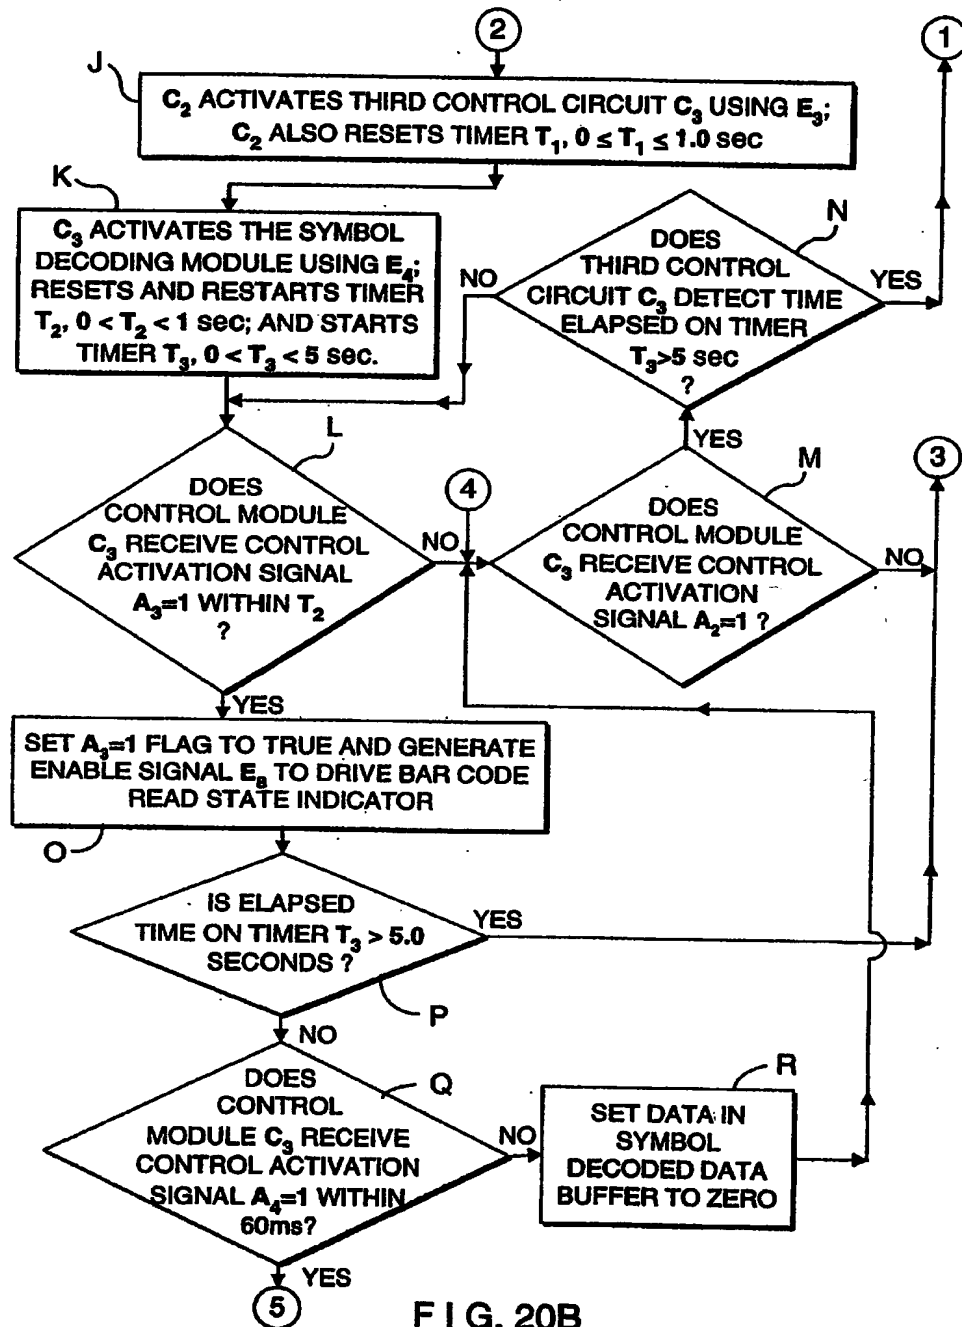 2
1
J
C₂ ACTIVATES THIRD CONTROL CIRCUIT C₃ USING E₃;
C₂ ALSO RESETS TIMER T₁, 0 ≤ T₁ ≤ 1.0 sec
K
C₃ ACTIVATES THE SYMBOL
DECODING MODULE USING E₄;
RESETS AND RESTARTS TIMER
T₂, 0 < T₂ < 1 sec; AND STARTS
TIMER T₃, 0 < T₃ < 5 sec.
N
DOES
THIRD CONTROL
CIRCUIT C₃ DETECT TIME
ELAPSED ON TIMER
T₃>5 sec
?
NO
YES
L
DOES
CONTROL MODULE
C₃ RECEIVE CONTROL
ACTIVATION SIGNAL
A₃=1 WITHIN T₂
?
NO
YES
4
M
YES
DOES
CONTROL MODULE
C₃ RECEIVE CONTROL
ACTIVATION
SIGNAL A₂=1 ?
NO
3
SET A₃=1 FLAG TO TRUE AND GENERATE
ENABLE SIGNAL E₈ TO DRIVE BAR CODE
READ STATE INDICATOR
O
IS ELAPSED
TIME ON TIMER T₃ > 5.0
SECONDS ?
YES
P
NO
DOES
CONTROL
MODULE C₃ RECEIVE
CONTROL ACTIVATION
SIGNAL A₄=1 WITHIN
60ms?
Q
NO
R
SET DATA IN
SYMBOL
DECODED DATA
BUFFER TO ZERO
YES
5
FIG. 20B